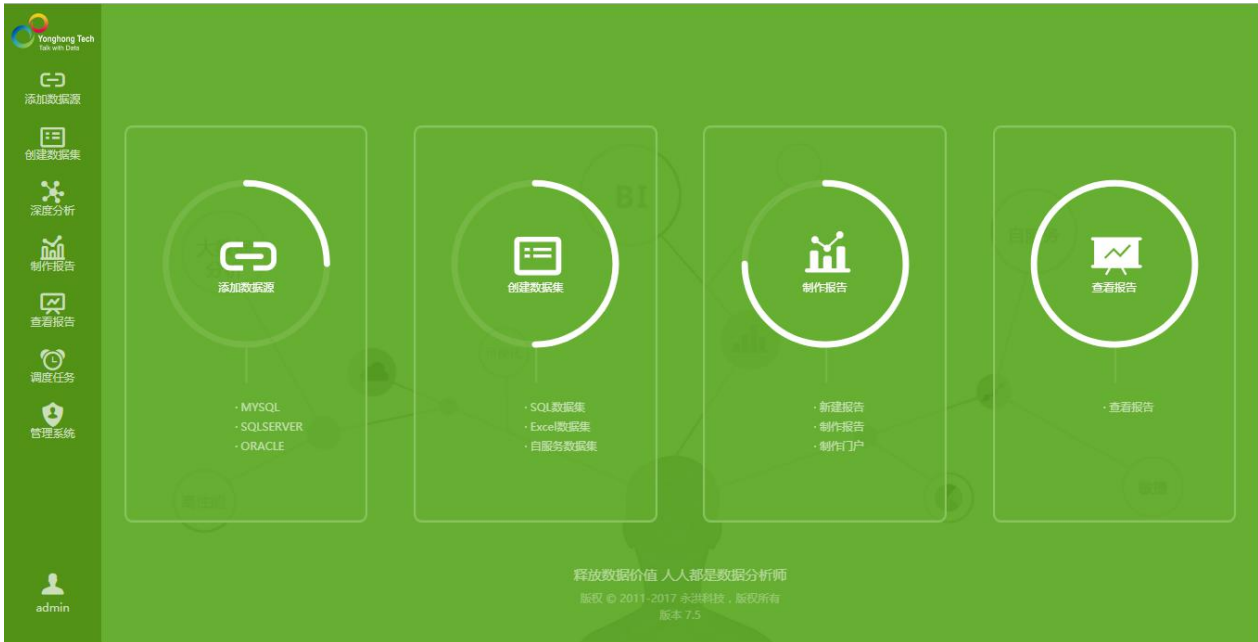 Yonghong Tech
Talk with Data
添加数据源
创建数据集
深度分析
制作报告
查看报告
调度任务
管理系统
admin
BI
添加数据源
· MYSQL
· SQLSERVER
· ORACLE
创建数据集
· SQL数据集
· Excel数据集
· 自服务数据集
制作报告
· 新建报告
· 制作报告
· 制作门户
查看报告
· 查看报告
释放数据价值 人人都是数据分析师
版权 © 2011-2017 永洪科技，版权所有
版本 7.5